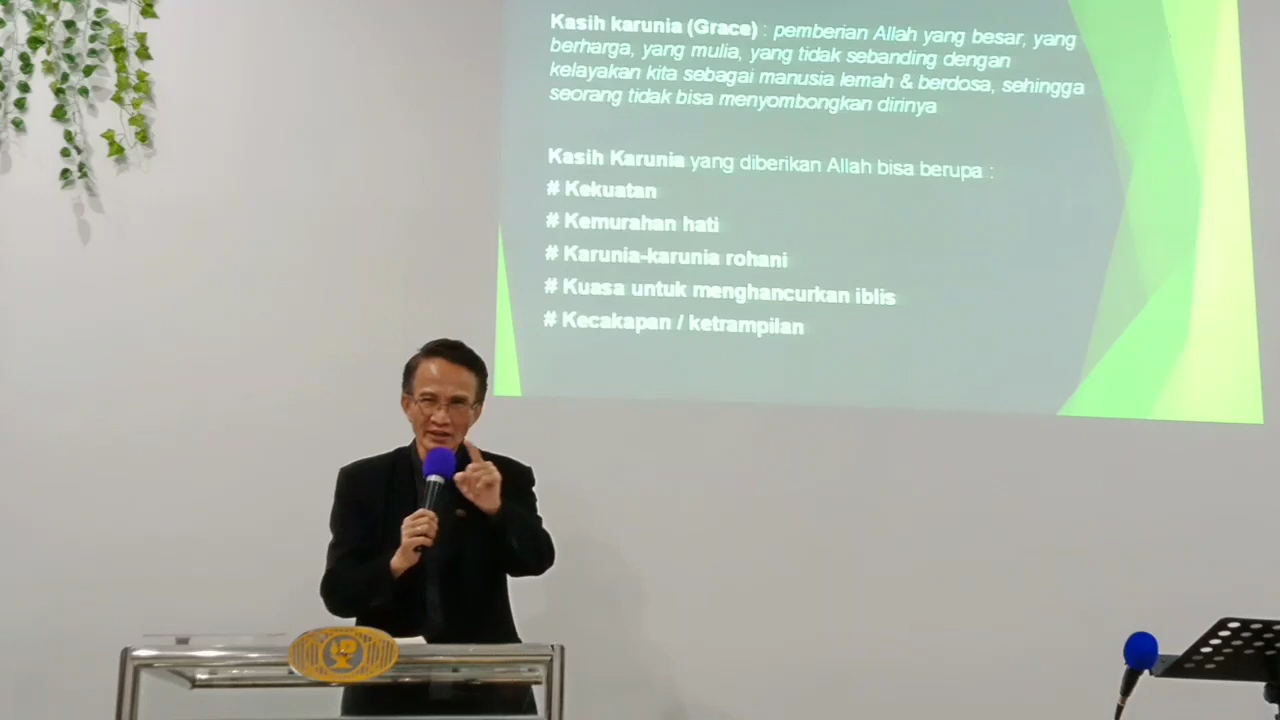 Kasih karunia (Grace) : pemberian Allah yang besar, yang
berharga, yang mulia, yang tidak sebanding dengan
kelayakan kita sebagai manusia lemah & berdosa, sehingga
seorang tidak bisa menyombongkan dirinya
Kasih Karunia yang diberikan Allah bisa berupa :
# Kekuatan
# Kemurahan hati
# Karunia-karunia rohani
# Kuasa untuk menghancurkan iblis
# Kecakapan / ketrampilan